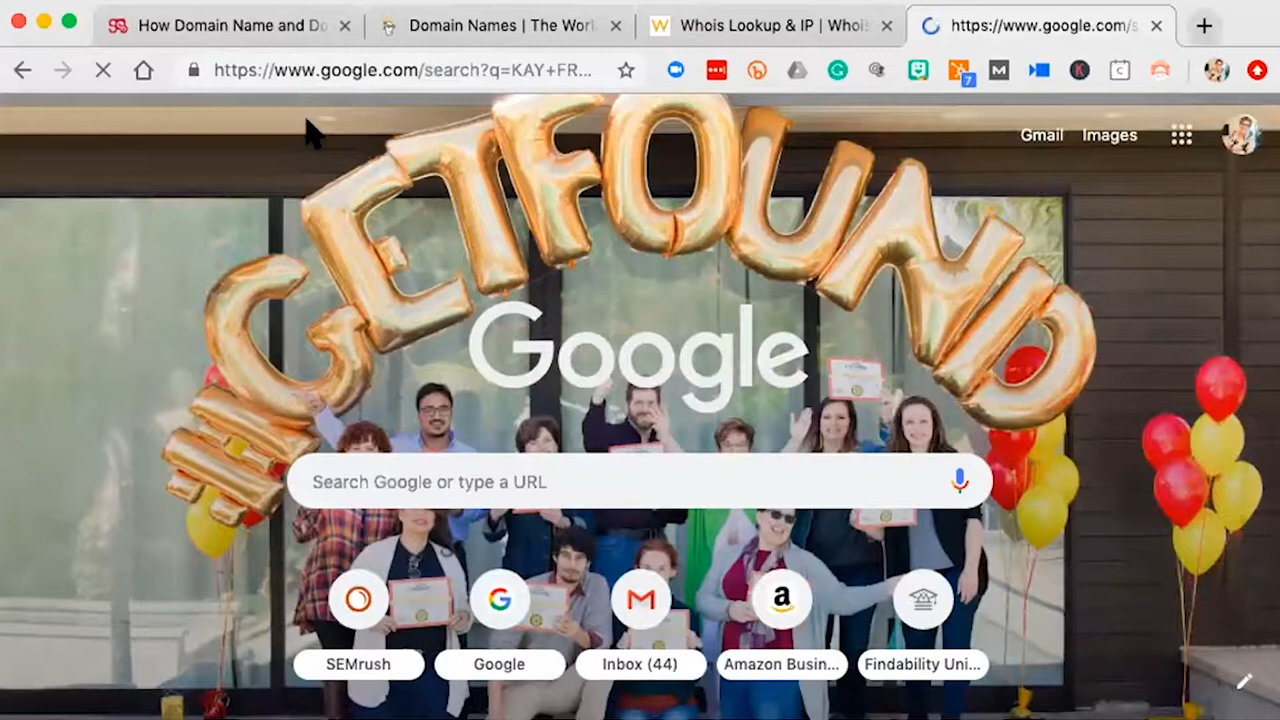 How Domain Name and Do
Domain Names | The Worl
Whois Lookup & IP | Whois
https://www.google.com/s
https://www.google.com/search?q=KAY+FR...
7
M
K
C
Gmail Images
#GETFOUND
Google
Search Google or type a URL
SEMrush
Google
Inbox (44)
Amazon Busin...
Findability Uni...